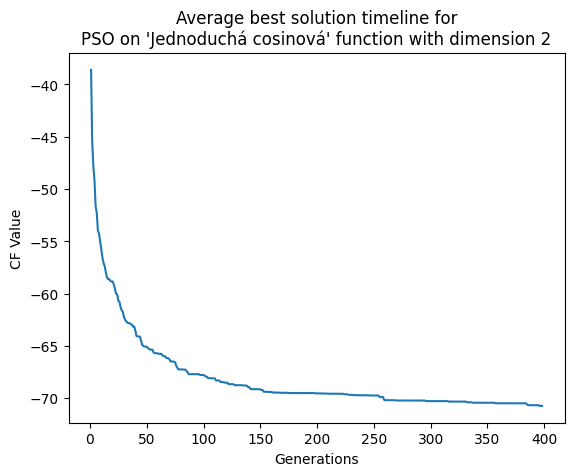 Average best solution timeline for
PSO on 'Jednoduchá cosinová' function with dimension 2
−40
−45
−50
−55
−60
−65
−70
CF Value
0 50 100 150 200 250 300 350 400
Generations